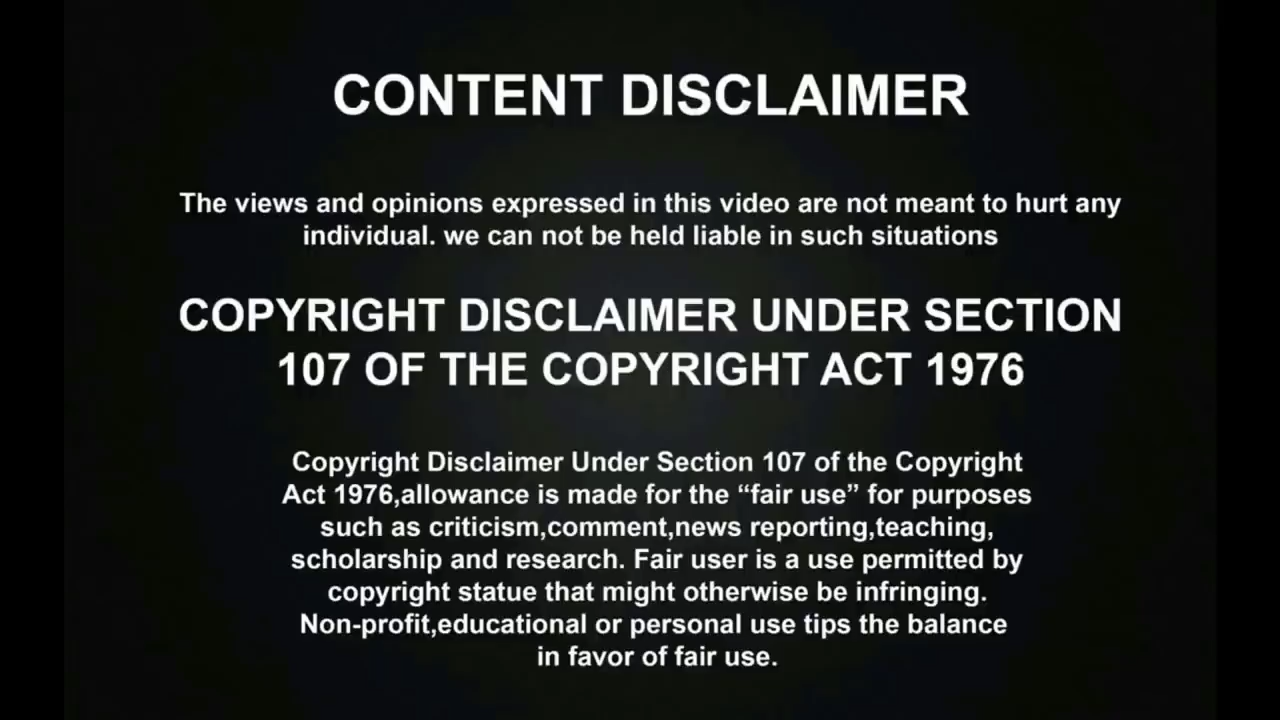 CONTENT DISCLAIMER
The views and opinions expressed in this video are not meant to hurt any
individual. we can not be held liable in such situations
COPYRIGHT DISCLAIMER UNDER SECTION
107 OF THE COPYRIGHT ACT 1976
Copyright Disclaimer Under Section 107 of the Copyright
Act 1976,allowance is made for the “fair use” for purposes
such as criticism,comment,news reporting,teaching,
scholarship and research. Fair user is a use permitted by
copyright statue that might otherwise be infringing.
Non-profit,educational or personal use tips the balance
in favor of fair use.